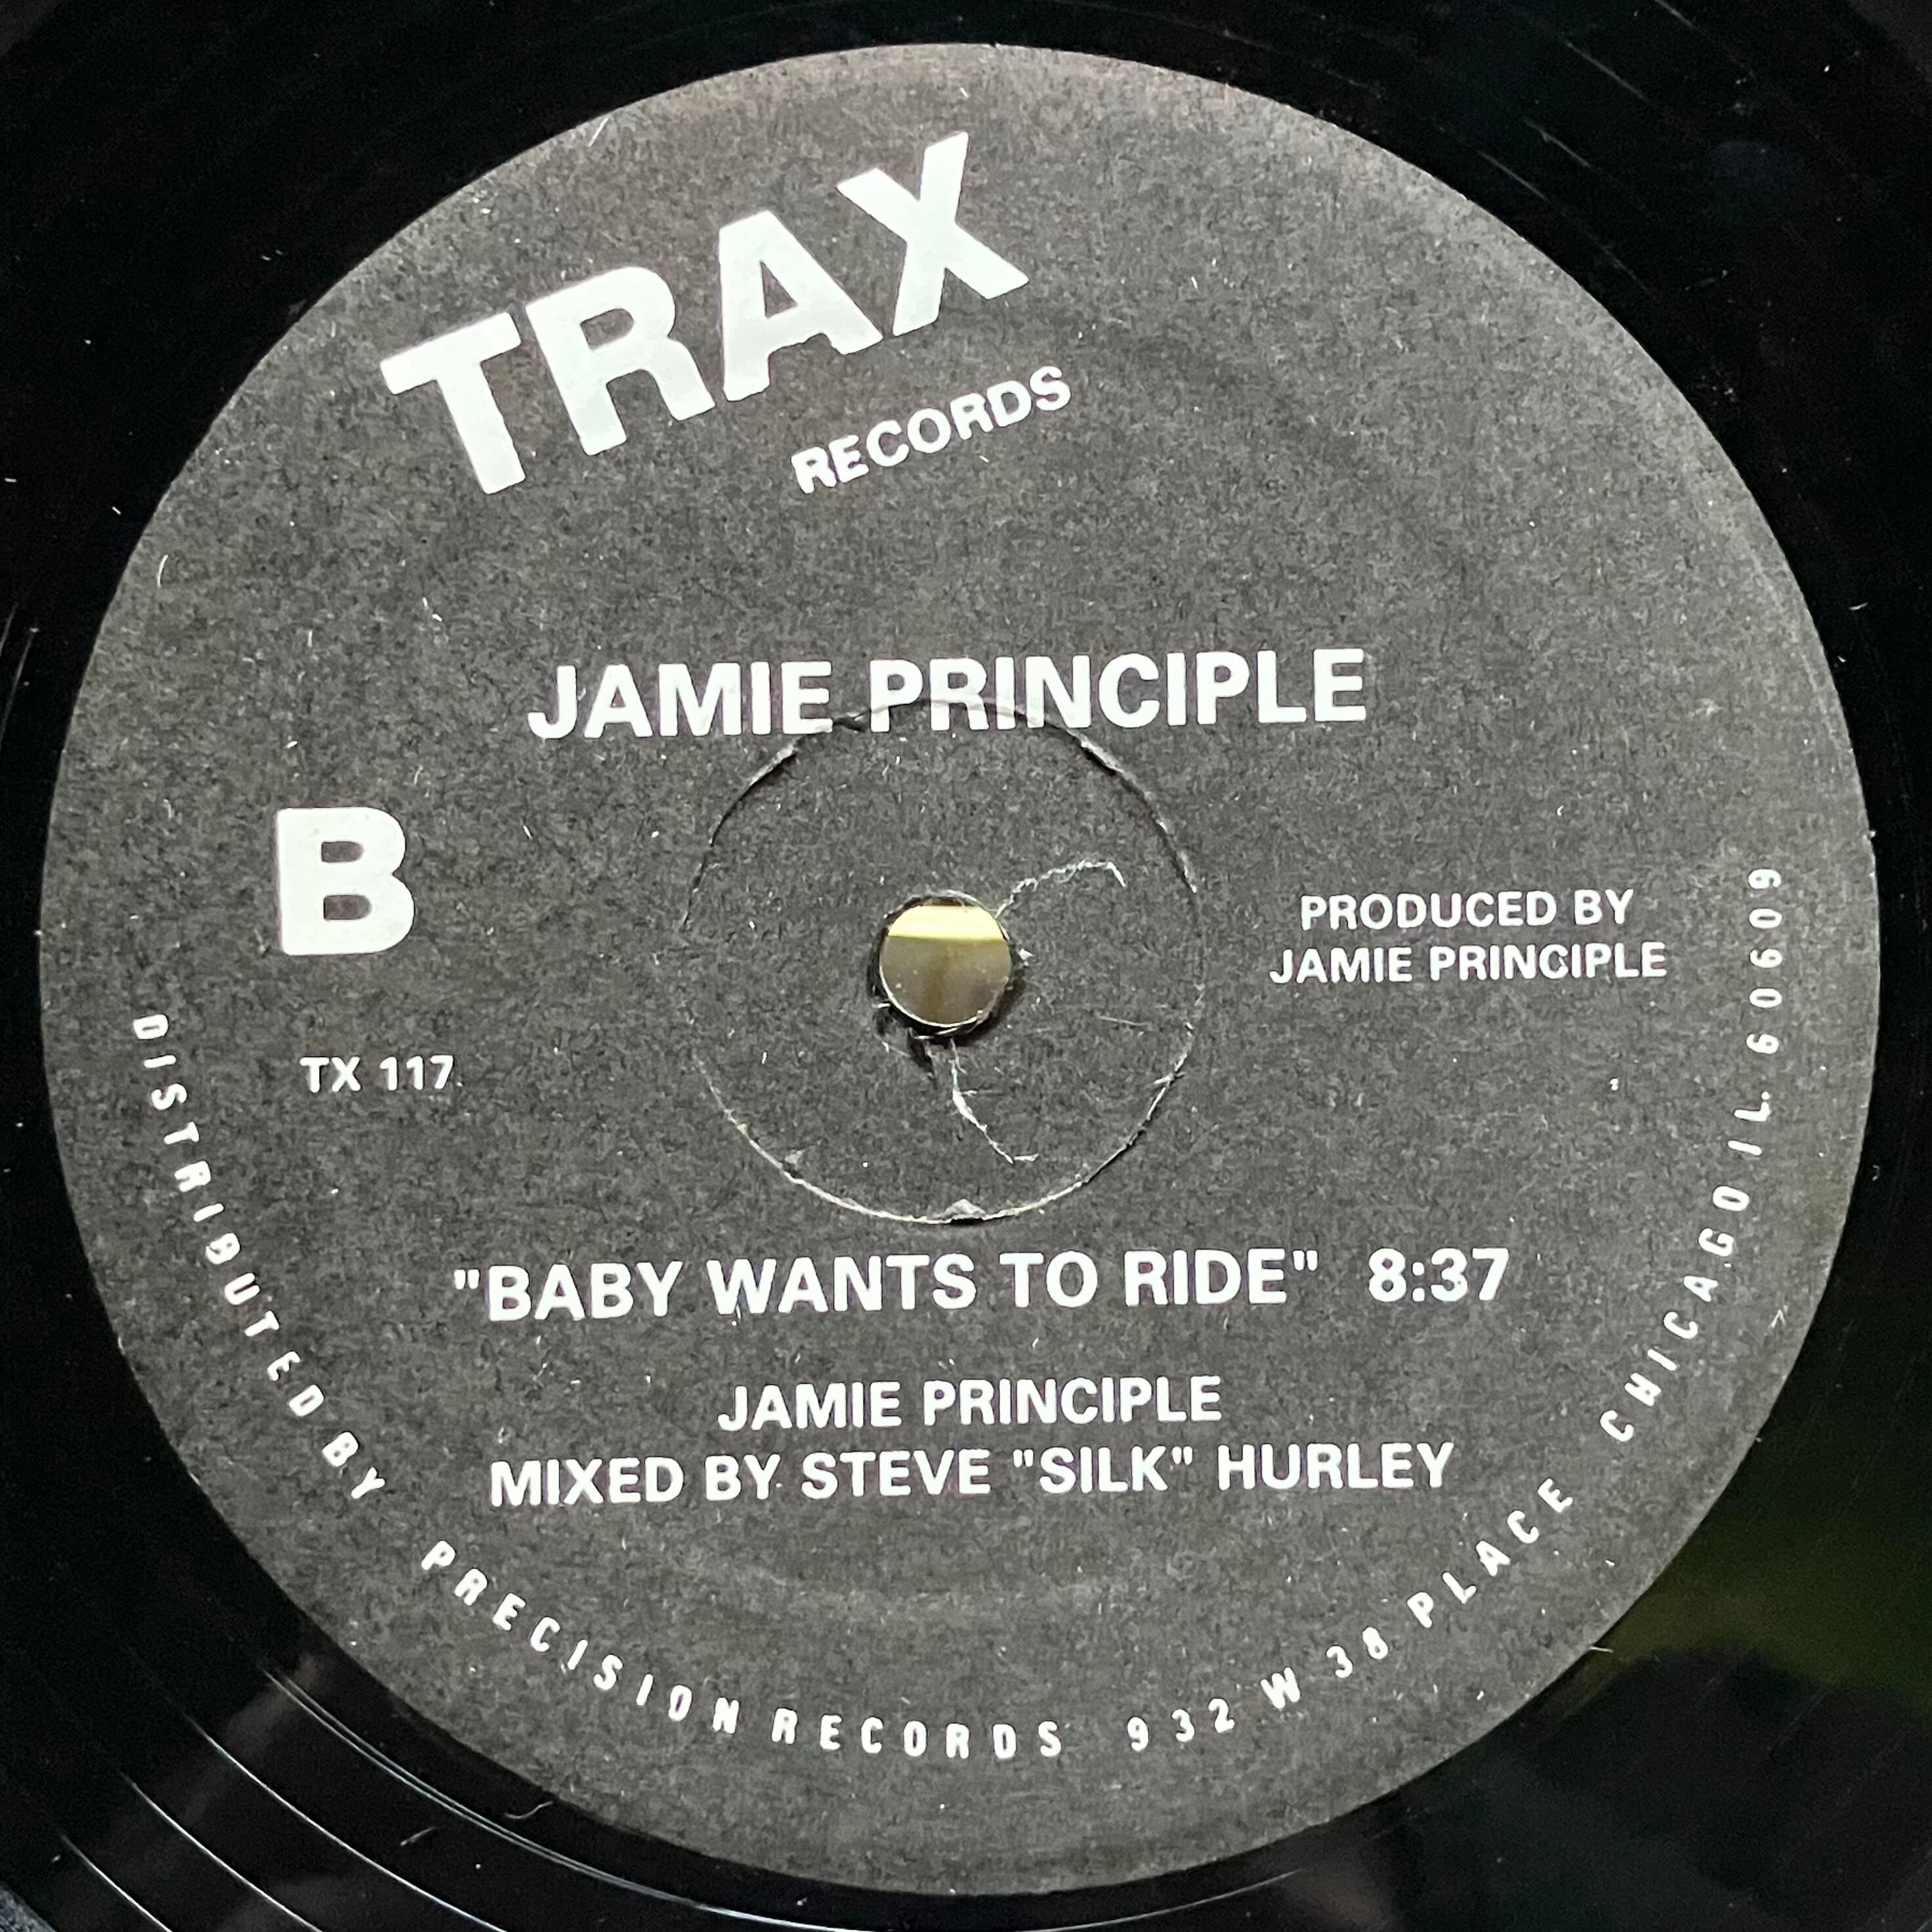 TRAX
RECORDS
JAMIE PRINCIPLE
B
PRODUCED BY
JAMIE PRINCIPLE
TX 117
"BABY WANTS TO RIDE" 8:37
JAMIE PRINCIPLE
MIXED BY STEVE "SILK" HURLEY
DISTRIBUTED BY PRECISION RECORDS 932 W 38 PLACE CHICAGO IL. 60609